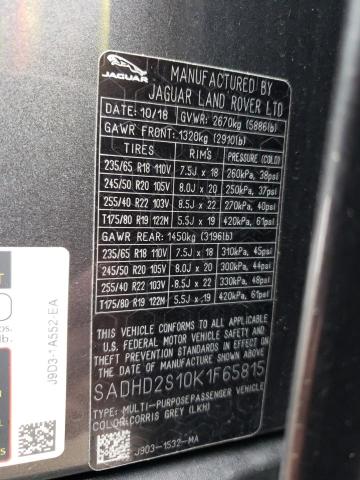 JAGUAR
MANUFACTURED BY
JAGUAR LAND ROVER LTD
DATE: 10/18 GVWR: 2670kg (5886lb)
GAWR FRONT: 1320kg (2910lb)
TIRES RIMS PRESSURE (COLD)
235/65 R18 110V 7.5J x 18 260kPa, 38psi
245/50 R20 105V 8.0J x 20 250kPa, 37psi
255/40 R22 103V 8.5J x 22 270kPa, 40psi
T175/80 R19 122M 5.5J x 19 420kPa, 61psi
GAWR REAR: 1450kg (3196lb)
235/65 R18 110V 7.5J x 18 310kPa, 45psi
245/50 R20 105V 8.0J x 20 300kPa, 44psi
255/40 R22 103V 8.5J x 22 330kPa, 48psi
T175/80 R19 122M 5.5J x 19 420kPa, 61psi
THIS VEHICLE CONFORMS TO ALL APPLICABLE
U.S. FEDERAL MOTOR VEHICLE SAFETY AND
THEFT PREVENTION STANDARDS IN EFFECT ON
THE DATE OF MANUFACTURE SHOWN ABOVE.
SADHD2S10K1F65815
TYPE: MULTI-PURPOSE PASSENGER VEHICLE
COLOR: CORRIS GREY (LKH)
J9D3-1532-MA
J9D3-1A552-EA
lb.